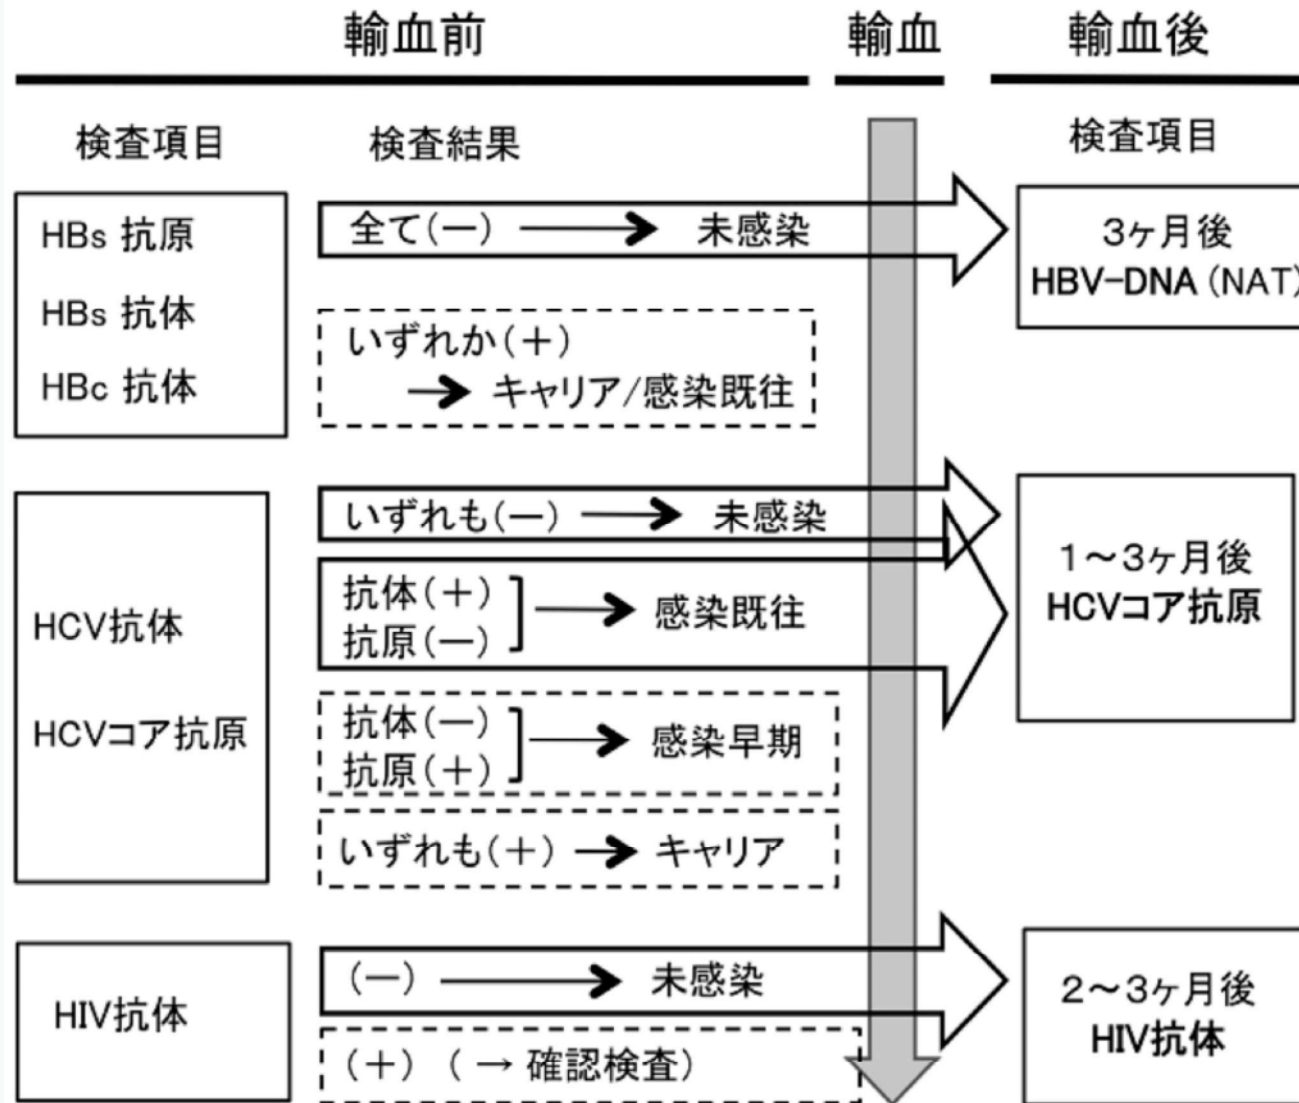 輸血前
輸血
輸血後
検査項目
検査結果
検査項目
HBs 抗原
HBs 抗体
HBc 抗体
全て(－) → 未感染
いずれか(＋)
→ キャリア/感染既往
3ヶ月後
HBV-DNA (NAT)
HCV抗体
HCVコア抗原
いずれも(－) → 未感染
抗体(＋)
抗原(－)
→ 感染既往
抗体(－)
抗原(＋)
→ 感染早期
いずれも(＋) → キャリア
1～3ヶ月後
HCVコア抗原
HIV抗体
(－) → 未感染
(＋) ( → 確認検査)
2～3ヶ月後
HIV抗体